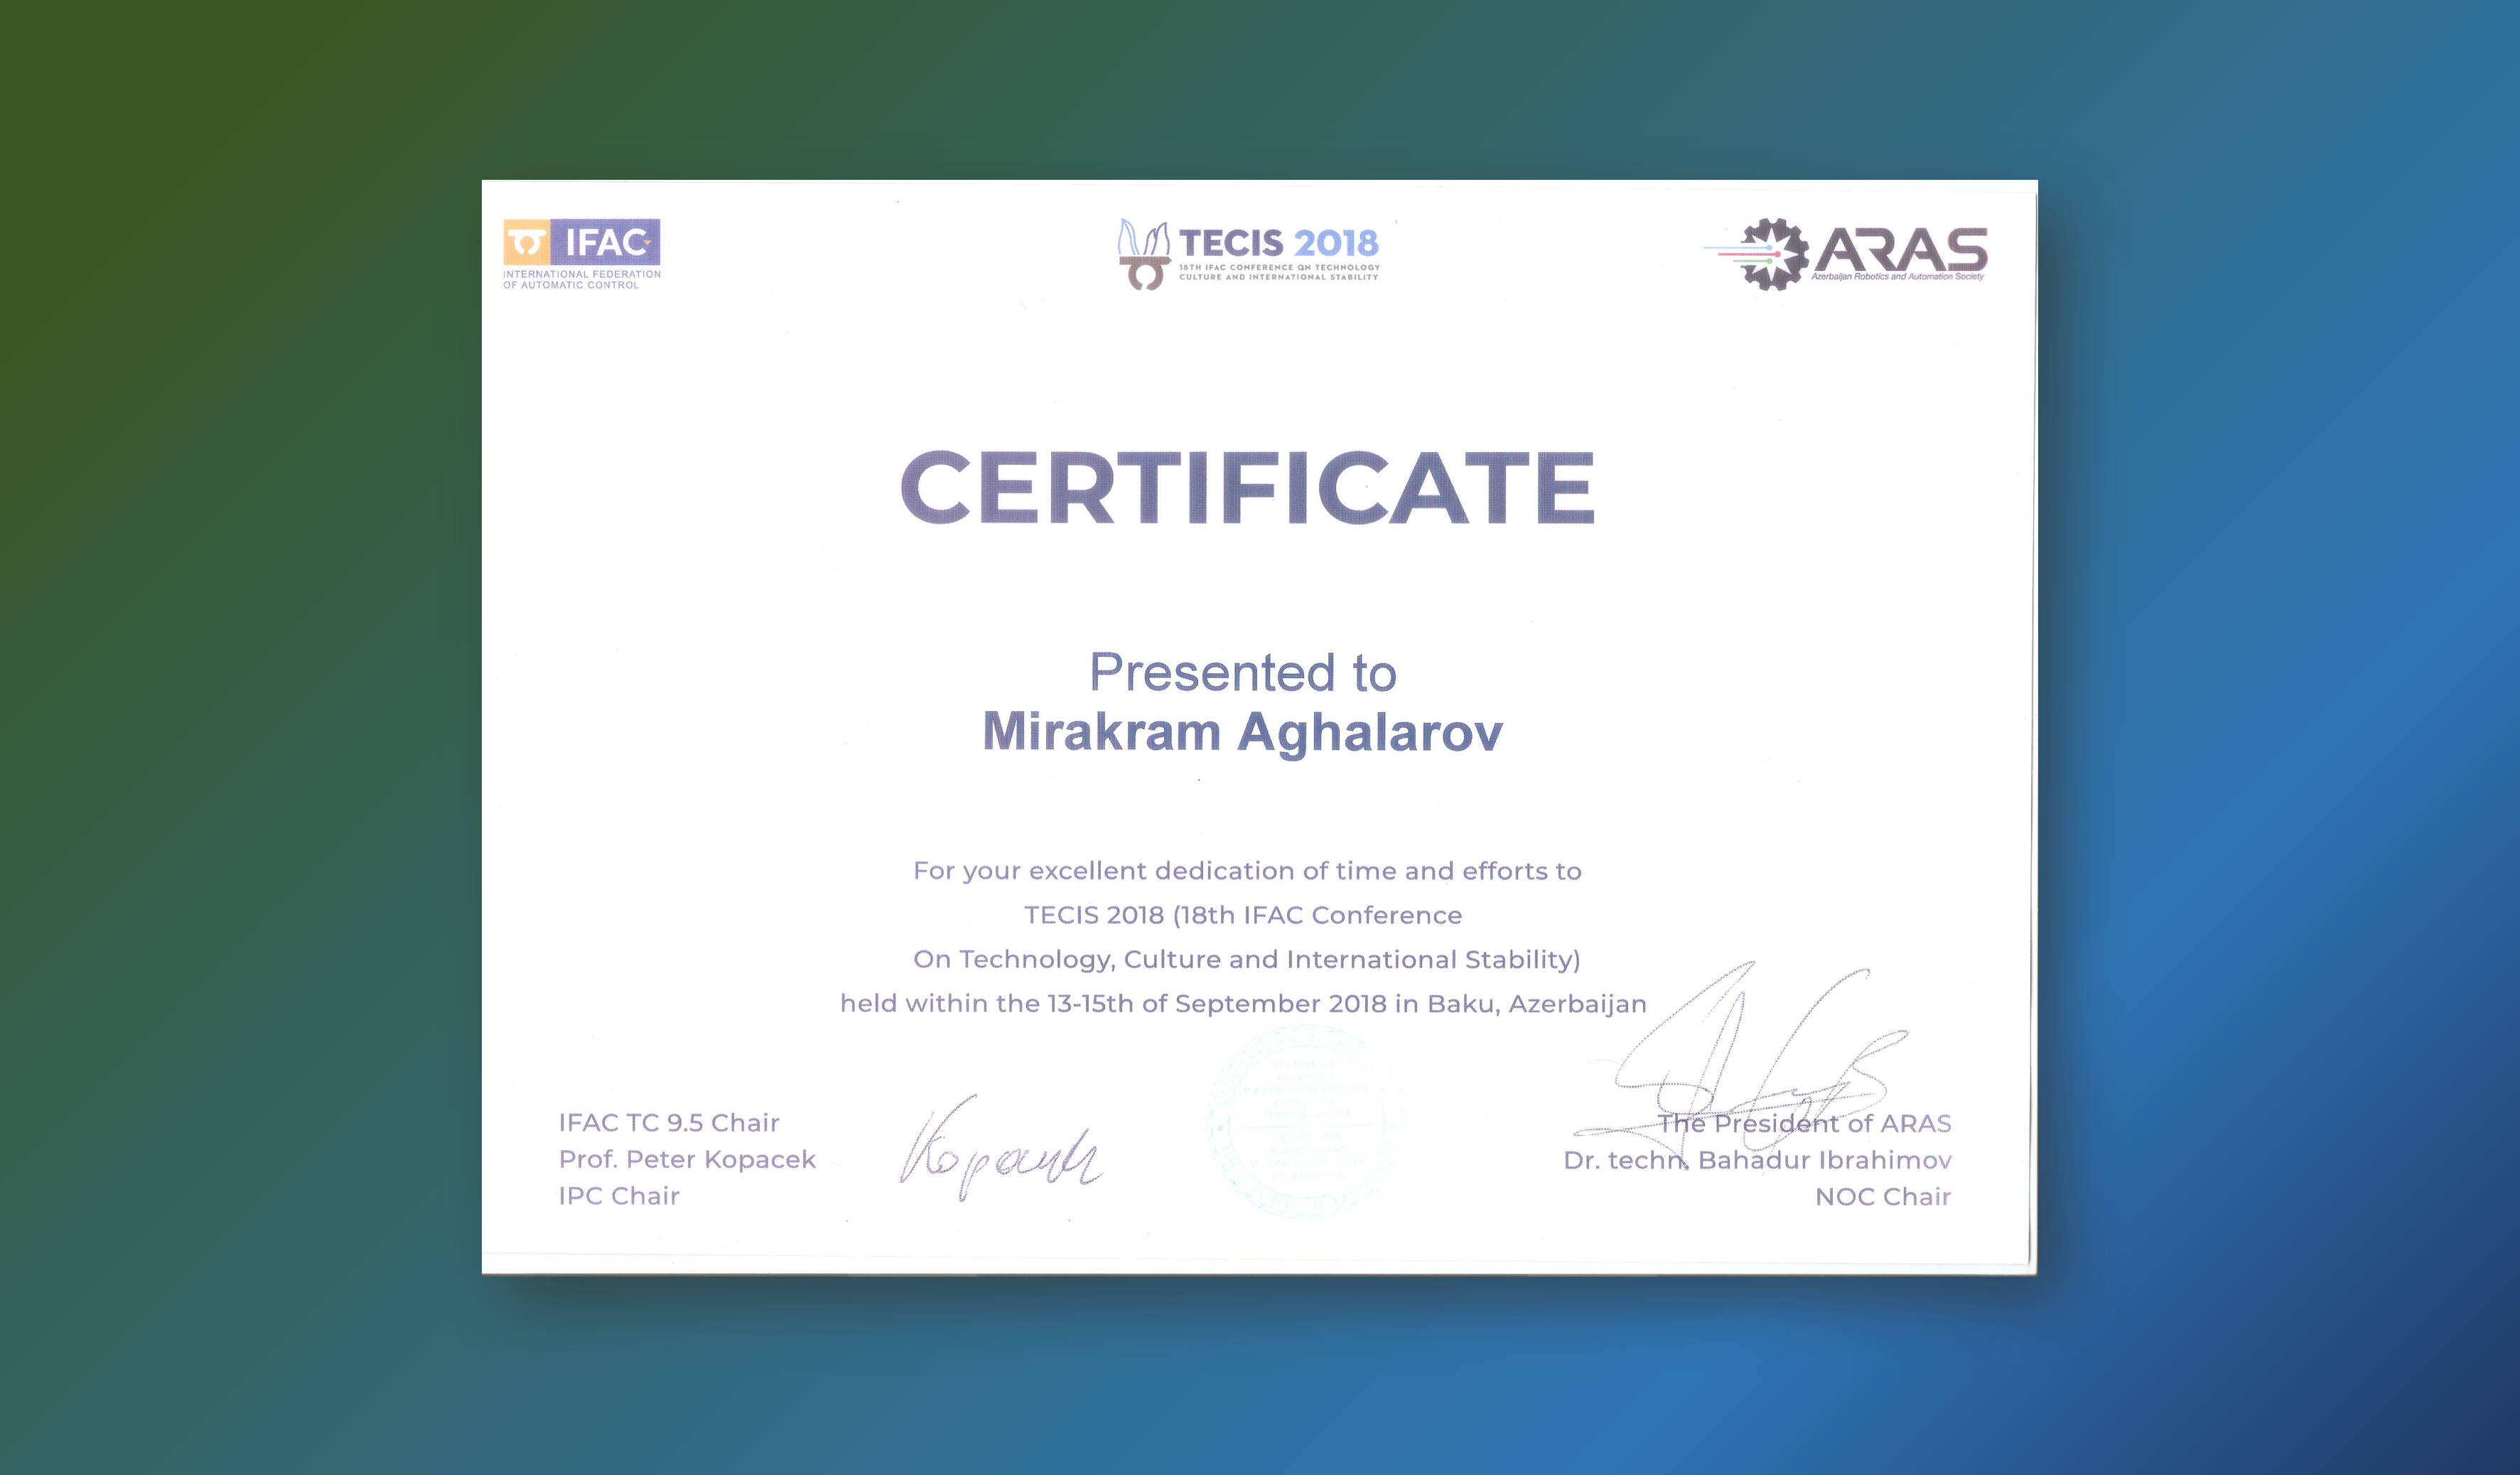 IFAC
INTERNATIONAL FEDERATION
OF AUTOMATIC CONTROL
TECIS 2018
18TH IFAC CONFERENCE ON TECHNOLOGY
CULTURE AND INTERNATIONAL STABILITY
ARAS
Azerbaijan Robotics and Automation Society
CERTIFICATE
Presented to
Mirakram Aghalarov
For your excellent dedication of time and efforts to
TECIS 2018 (18th IFAC Conference
On Technology, Culture and International Stability)
held within the 13-15th of September 2018 in Baku, Azerbaijan
IFAC TC 9.5 Chair
Prof. Peter Kopacek
IPC Chair
Kopacek
The President of ARAS
Dr. techn. Bahadur Ibrahimov
NOC Chair